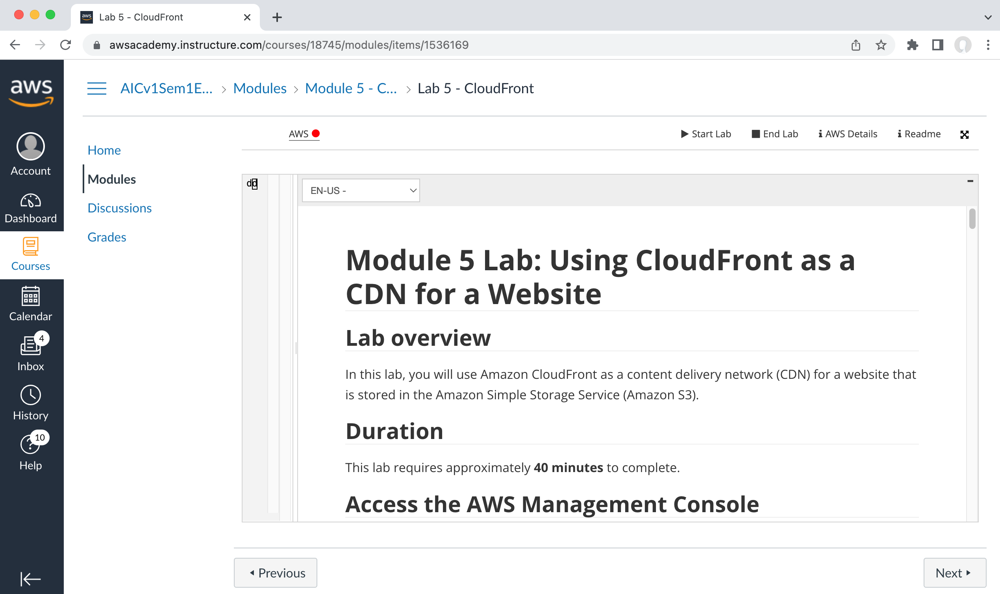 aws Lab 5 - CloudFront
awsacademy.instructure.com/courses/18745/modules/items/1536169
aws
Account
Dashboard
Courses
Calendar
4
Inbox
History
10
Help
AICv1Sem1E... > Modules > Module 5 - C... > Lab 5 - CloudFront
Home
Modules
Discussions
Grades
AWS
Start Lab
End Lab
AWS Details
Readme
dd
EN-US -
Module 5 Lab: Using CloudFront as a
CDN for a Website
Lab overview
In this lab, you will use Amazon CloudFront as a content delivery network (CDN) for a website that
is stored in the Amazon Simple Storage Service (Amazon S3).
Duration
This lab requires approximately 40 minutes to complete.
Access the AWS Management Console
Previous
Next